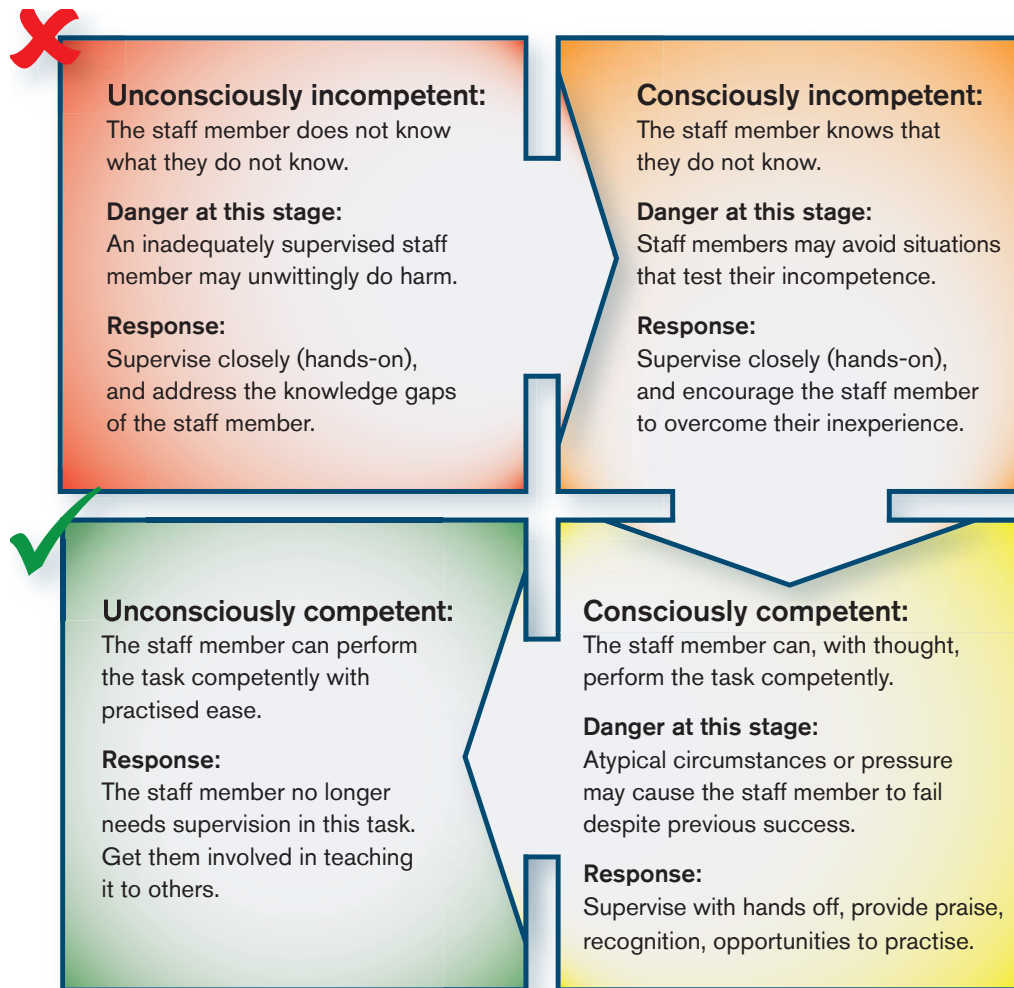 Unconsciously incompetent:
The staff member does not know
what they do not know.
Danger at this stage:
An inadequately supervised staff
member may unwittingly do harm.
Response:
Supervise closely (hands-on),
and address the knowledge gaps
of the staff member.
Consciously incompetent:
The staff member knows that
they do not know.
Danger at this stage:
Staff members may avoid situations
that test their incompetence.
Response:
Supervise closely (hands-on),
and encourage the staff member
to overcome their inexperience.
Unconsciously competent:
The staff member can perform
the task competently with
practised ease.
Response:
The staff member no longer
needs supervision in this task.
Get them involved in teaching
it to others.
Consciously competent:
The staff member can, with thought,
perform the task competently.
Danger at this stage:
Atypical circumstances or pressure
may cause the staff member to fail
despite previous success.
Response:
Supervise with hands off, provide praise,
recognition, opportunities to practise.